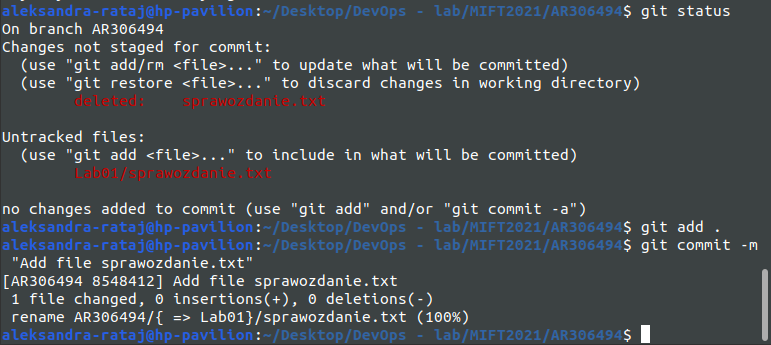 aleksandra-rataj@hp-pavilion:~/Desktop/DevOps - lab/MIFT2021/AR306494$ git status
On branch AR306494
Changes not staged for commit:
  (use "git add/rm <file>..." to update what will be committed)
  (use "git restore <file>..." to discard changes in working directory)
        deleted:    sprawozdanie.txt

Untracked files:
  (use "git add <file>..." to include in what will be committed)
        Lab01/sprawozdanie.txt

no changes added to commit (use "git add" and/or "git commit -a")
aleksandra-rataj@hp-pavilion:~/Desktop/DevOps - lab/MIFT2021/AR306494$ git add .
aleksandra-rataj@hp-pavilion:~/Desktop/DevOps - lab/MIFT2021/AR306494$ git commit -m
 "Add file sprawozdanie.txt"
[AR306494 8548412] Add file sprawozdanie.txt
 1 file changed, 0 insertions(+), 0 deletions(-)
 rename AR306494/{ => Lab01}/sprawozdanie.txt (100%)
aleksandra-rataj@hp-pavilion:~/Desktop/DevOps - lab/MIFT2021/AR306494$